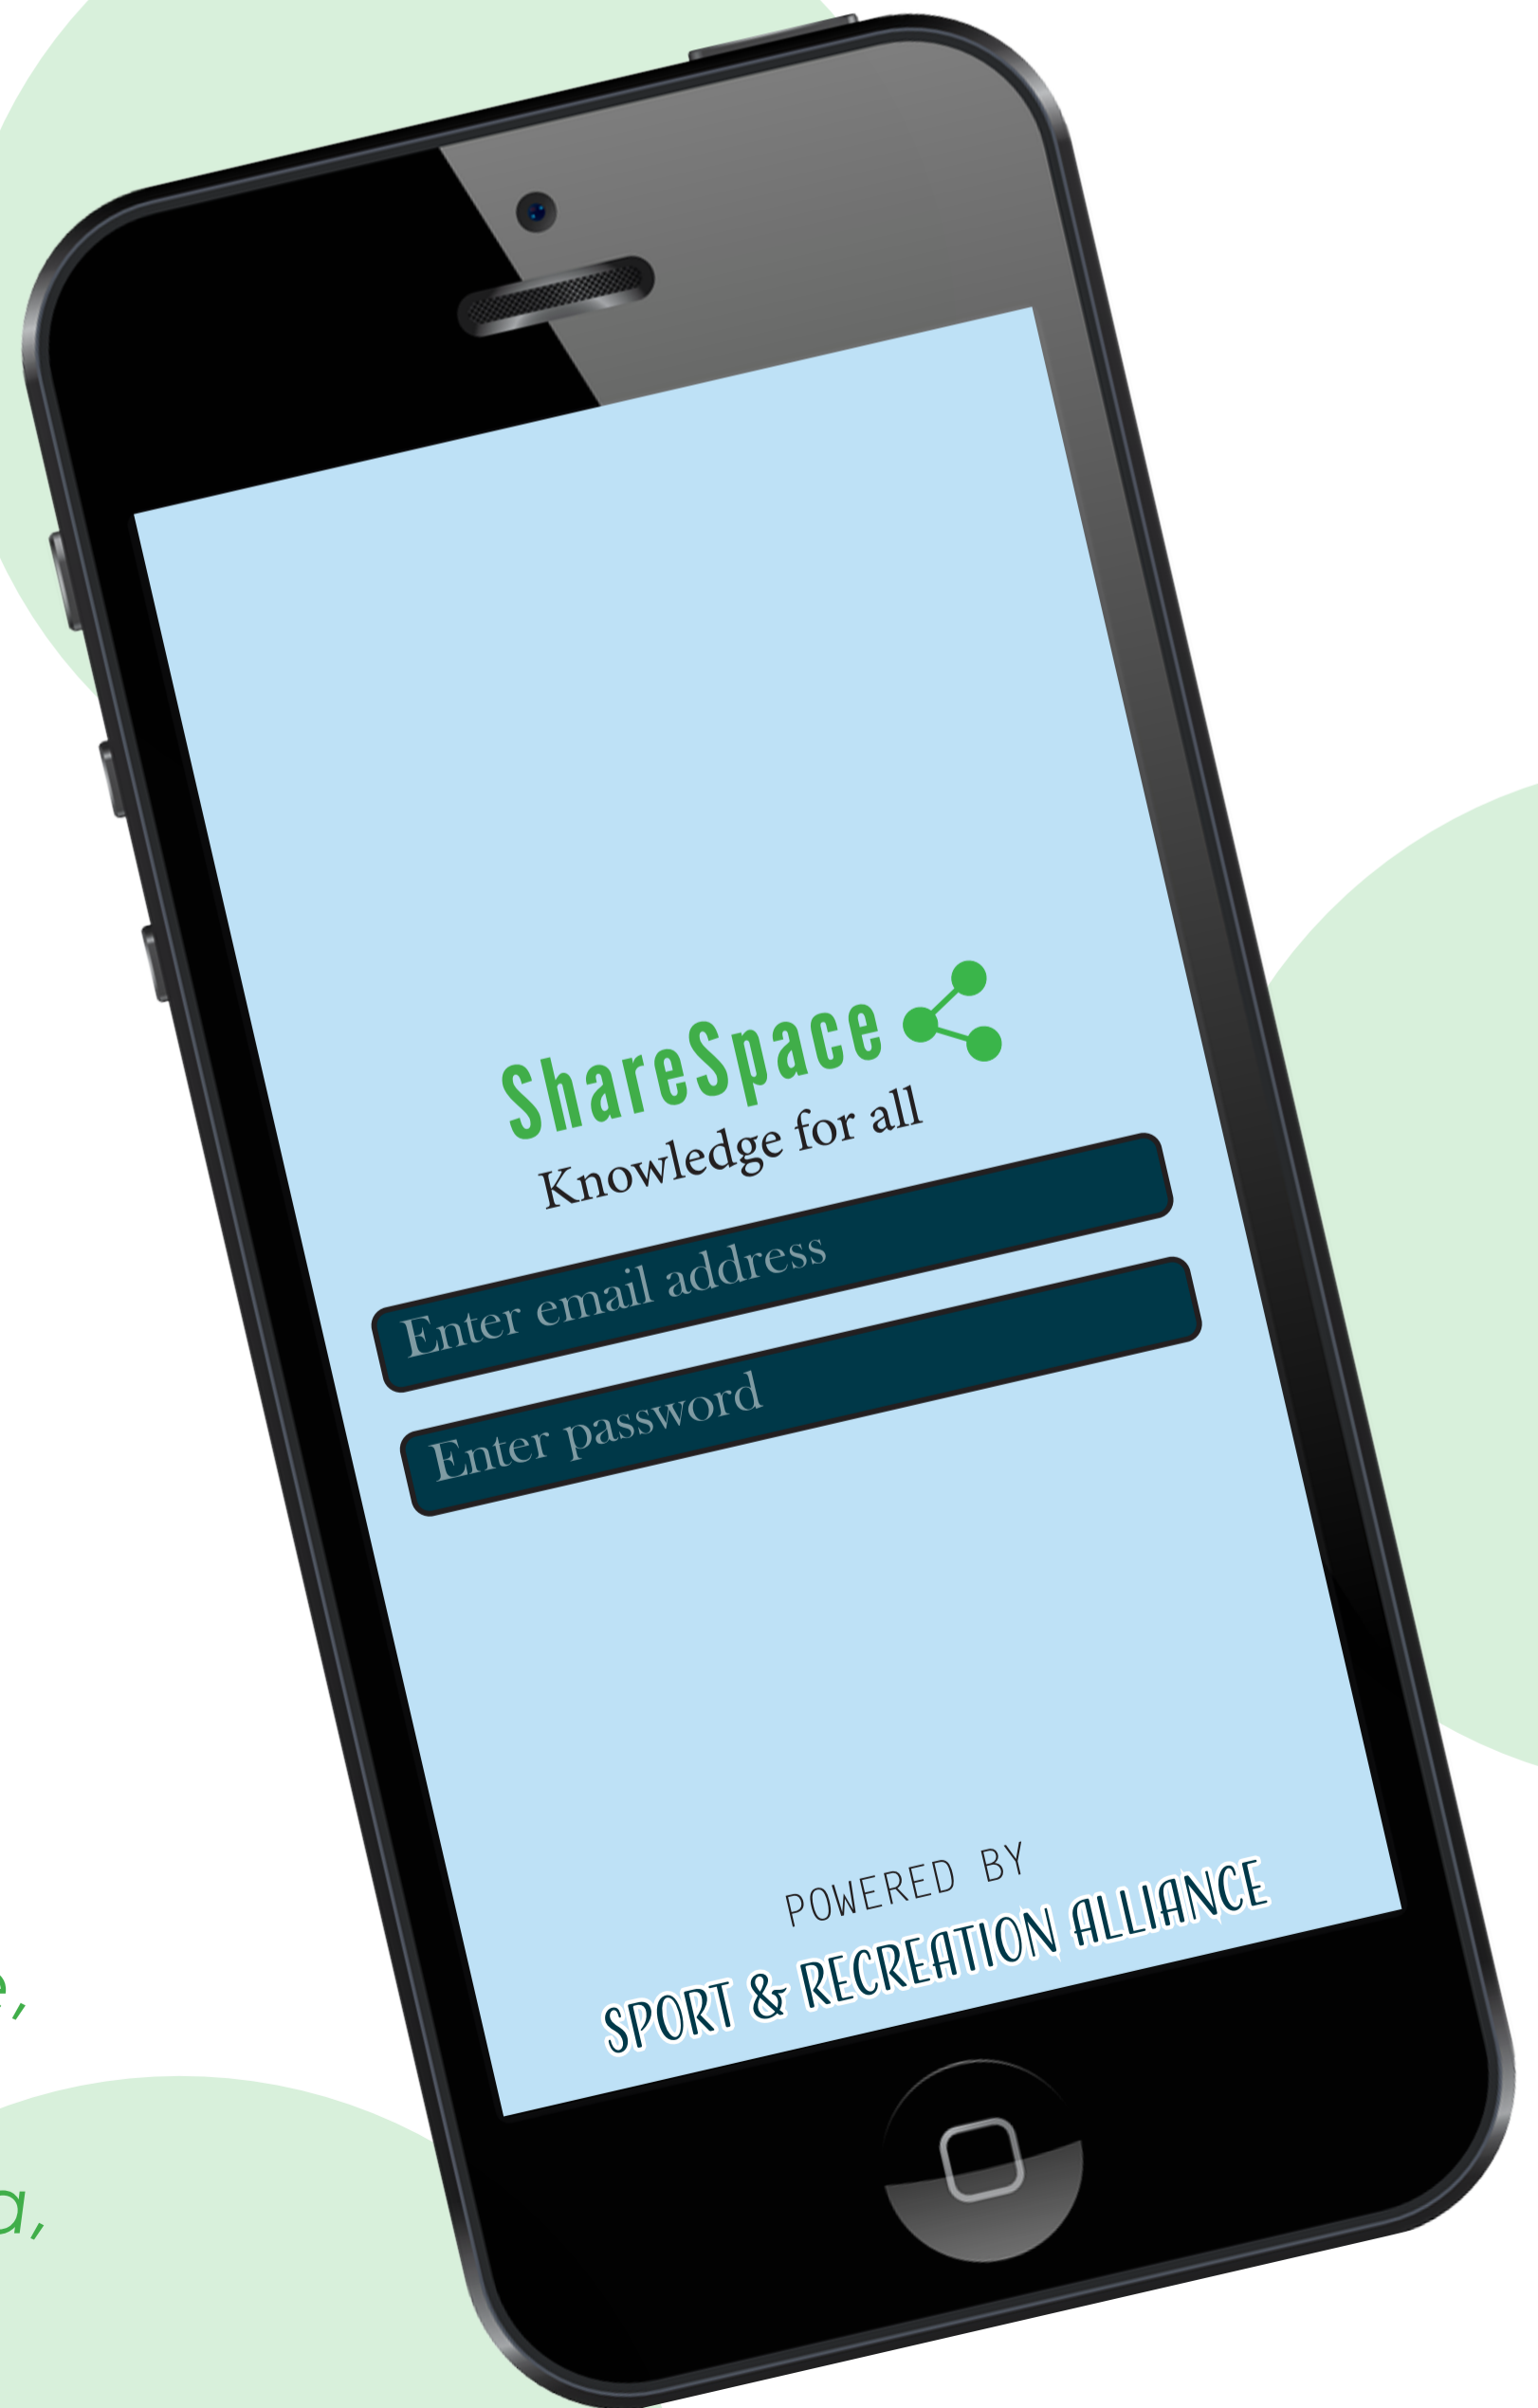 ShareSpace
Knowledge for all
Enter email address
Enter password
POWERED BY
SPORT & RECREATION ALLIANCE